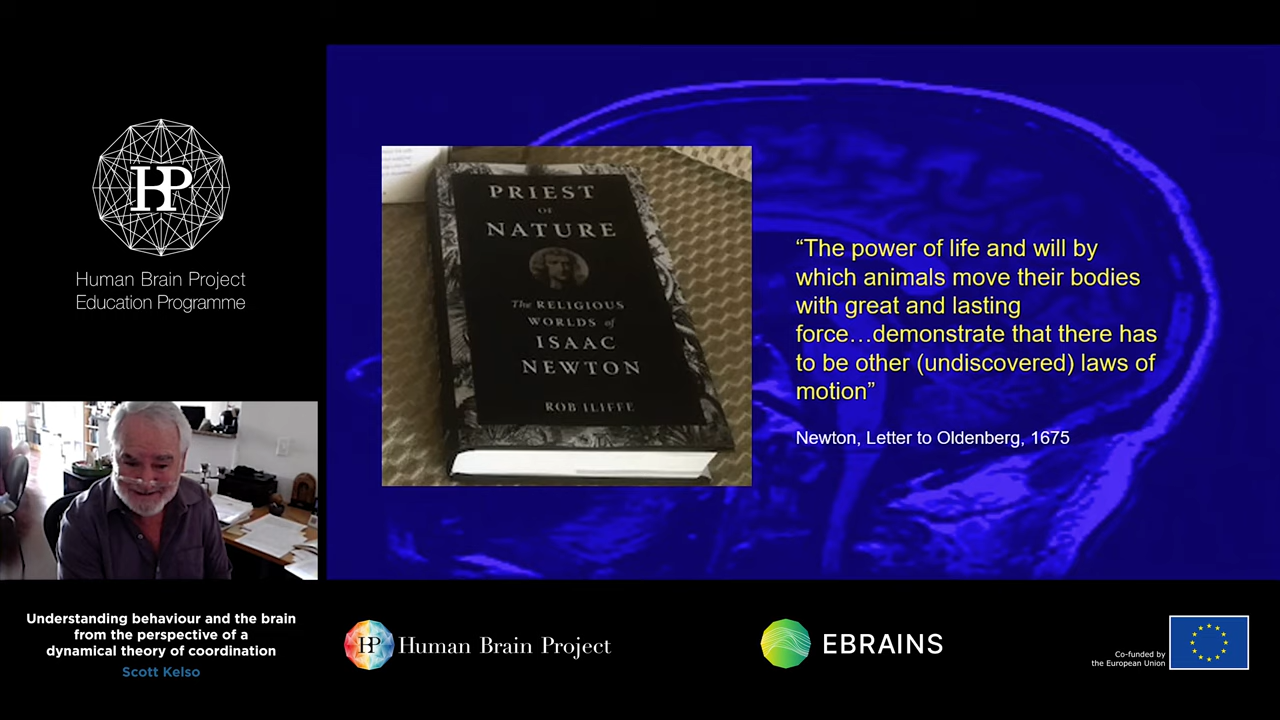 HP
Human Brain Project
Education Programme
PRIEST
OF
NATURE
The RELIGIOUS
WORLDS of
ISAAC
NEWTON
ROB ILIFFE
“The power of life and will by
which animals move their bodies
with great and lasting
force…demonstrate that there has
to be other (undiscovered) laws of
motion”
Newton, Letter to Oldenberg, 1675
Understanding behaviour and the brain
from the perspective of a
dynamical theory of coordination
Scott Kelso
HP Human Brain Project
EBRAINS
Co-funded by
the European Union